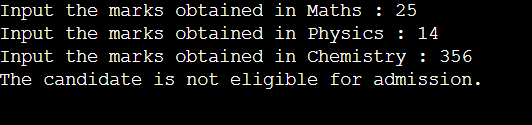 Input the marks obtained in Maths : 25
Input the marks obtained in Physics : 14
Input the marks obtained in Chemistry : 356
The candidate is not eligible for admission.